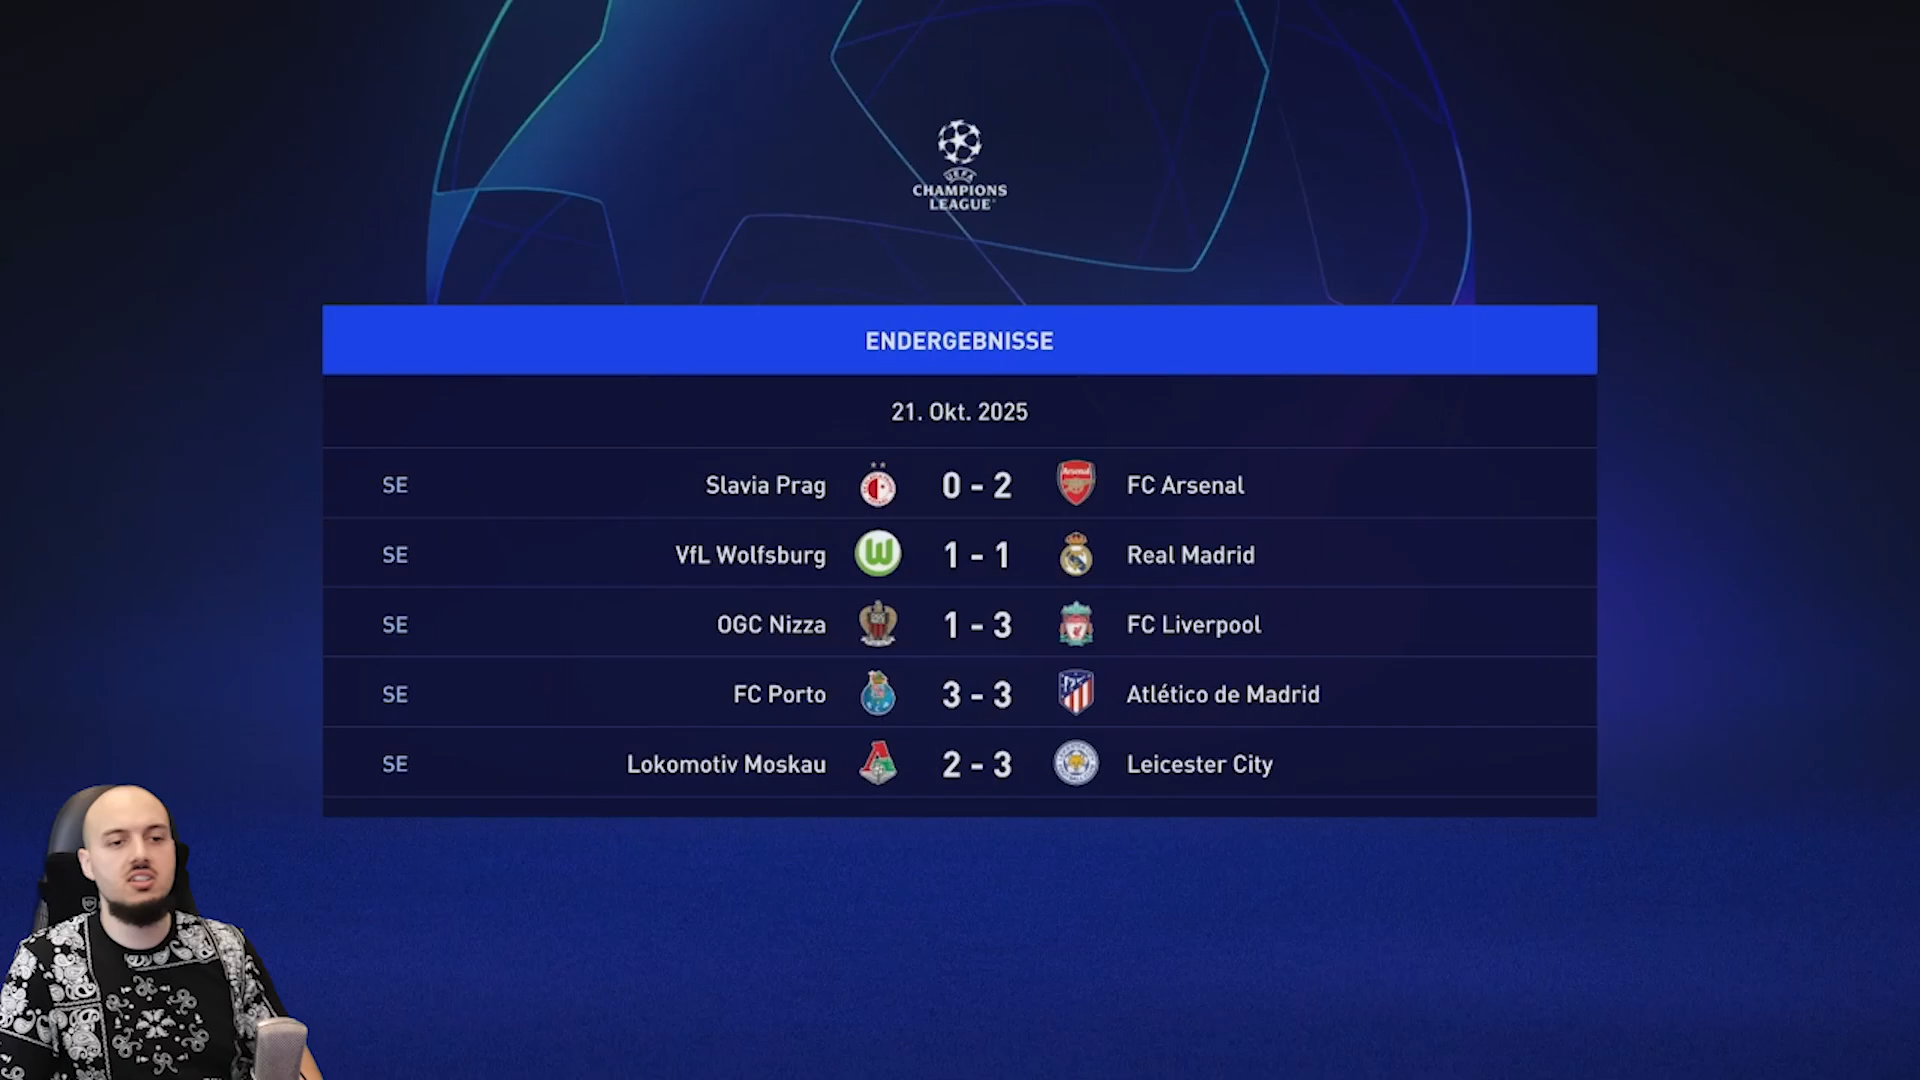 UEFA
CHAMPIONS
LEAGUE
ENDERGEBNISSE
21. Okt. 2025
SE Slavia Prag 0 - 2 Arsenal FC Arsenal
SE VfL Wolfsburg W 1 - 1 Real Madrid
SE OGC Nizza 1 - 3 FC Liverpool
SE FC Porto 3 - 3 Atlético de Madrid
SE Lokomotiv Moskau 2 - 3 Leicester City